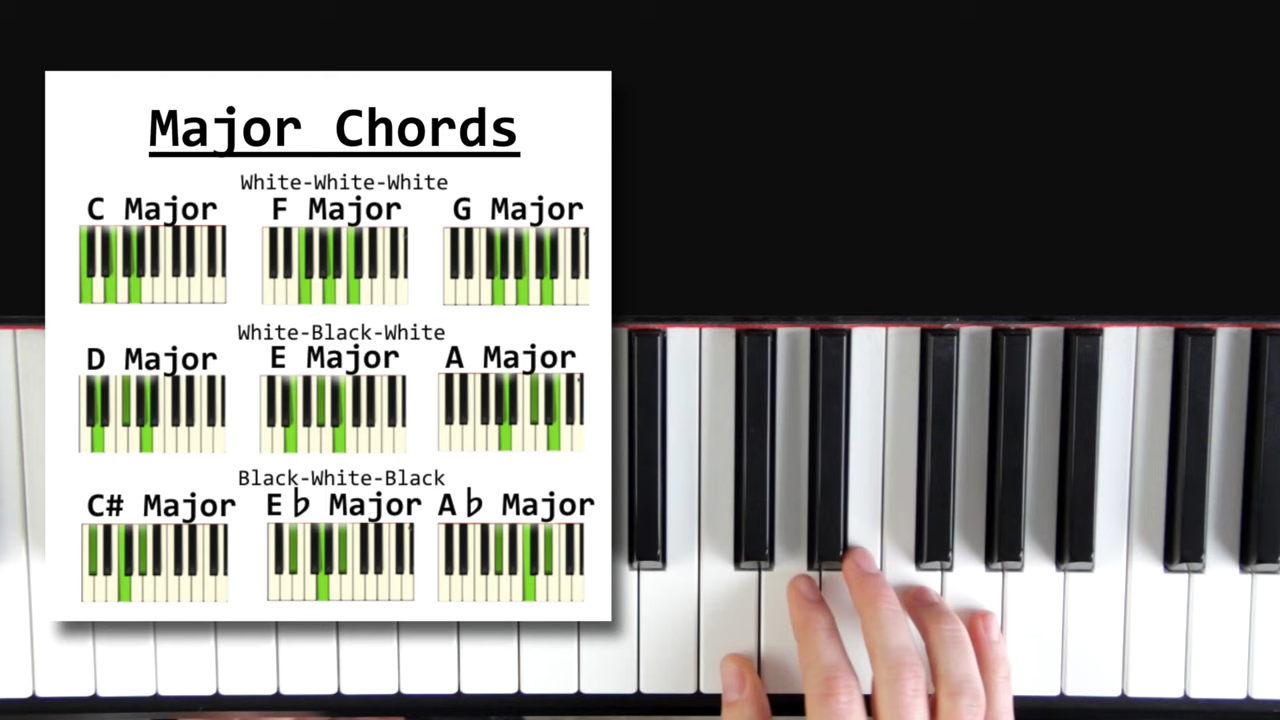 Major Chords
White-White-White
C Major F Major G Major
White-Black-White
D Major E Major A Major
Black-White-Black
C# Major E♭ Major A♭ Major